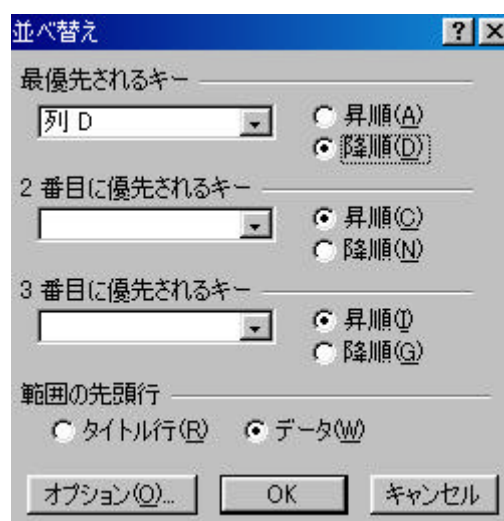 並べ替え
最優先されるキー
列 D
昇順(A)
降順(D)
2 番目に優先されるキー
昇順(C)
降順(N)
3 番目に優先されるキー
昇順(I)
降順(G)
範囲の先頭行
タイトル行(R) データ(W)
オプション(O)... OK キャンセル